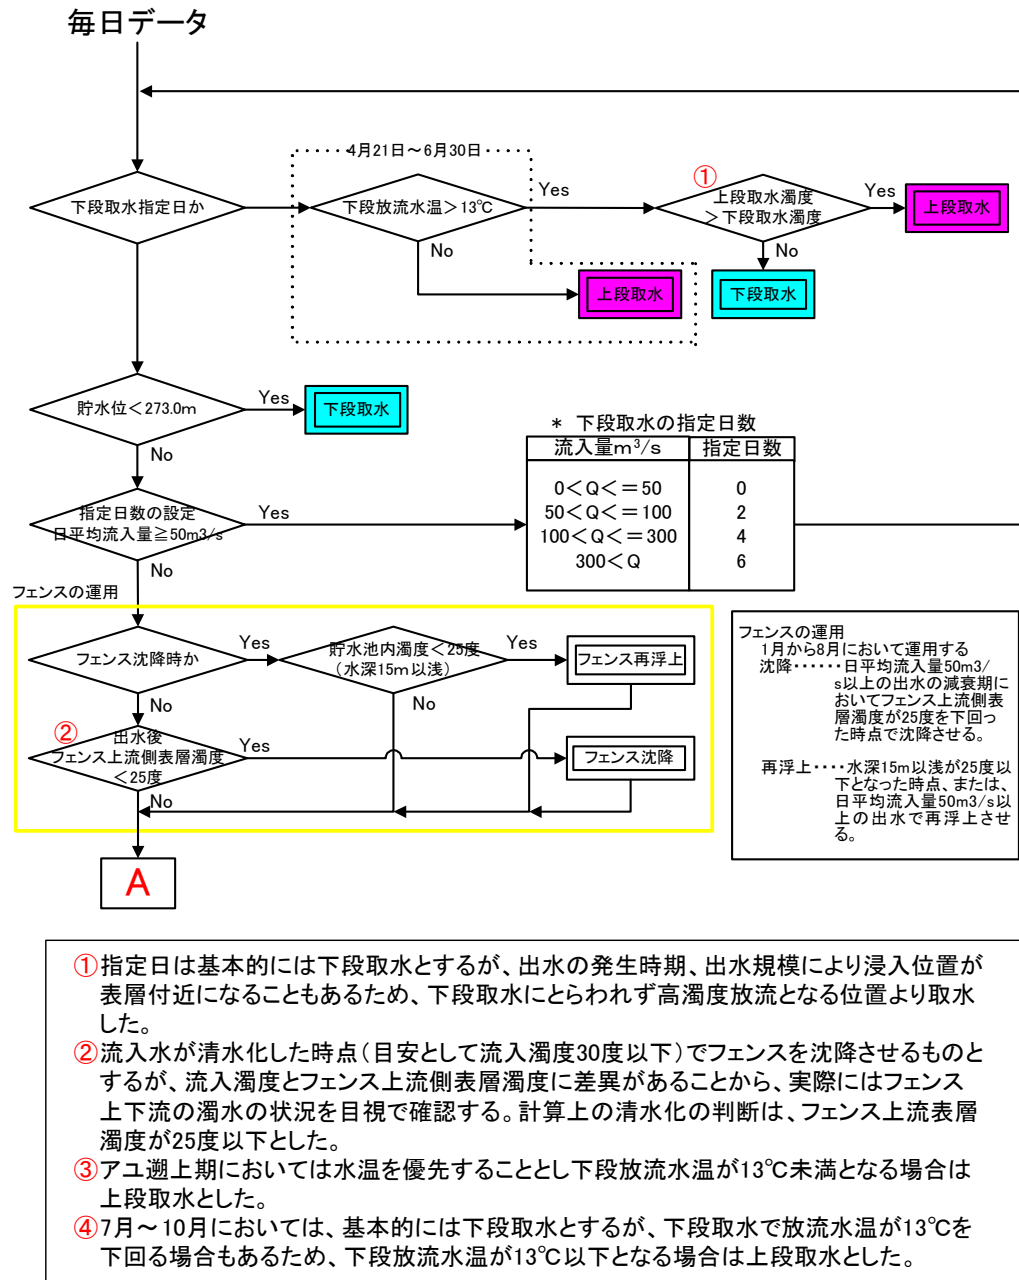 毎日データ
4月21日～6月30日
下段取水指定日か
下段放流水温＞13℃
Yes
①
上段取水濁度
＞下段取水濁度
Yes
上段取水
No
No
上段取水
下段取水
貯水位＜273.0m
Yes
下段取水
No
＊ 下段取水の指定日数
流入量m³/s
指定日数
0＜Q＜＝50
0
50＜Q＜＝100
2
100＜Q＜＝300
4
300＜Q
6
指定日数の設定
日平均流入量≧50m3/s
Yes
No
フェンスの運用
フェンス沈降時か
Yes
貯水池内濁度＜25度
（水深15m以浅）
Yes
フェンス再浮上
No
No
②
出水後
フェンス上流側表層濁度
＜25度
Yes
フェンス沈降
No
A
フェンスの運用
1月から8月において運用する
沈降‥‥‥日平均流入量50m3/
s以上の出水の減衰期に
おいてフェンス上流側表
層濁度が25度を下回っ
た時点で沈降させる。
再浮上‥‥水深15m以浅が25度以
下となった時点、または、
日平均流入量50m3/s以
上の出水で再浮上させ
る。
①指定日は基本的には下段取水とするが、出水の発生時期、出水規模により浸入位置が
表層付近になることもあるため、下段取水にとらわれず高濁度放流となる位置より取水
した。
②流入水が清水化した時点（目安として流入濁度30度以下）でフェンスを沈降させるものと
するが、流入濁度とフェンス上流側表層濁度に差異があることから、実際にはフェンス
上下流の濁水の状況を目視で確認する。計算上の清水化の判断は、フェンス上流表層
濁度が25度以下とした。
③アユ遡上期においては水温を優先することとし下段放流水温が13℃未満となる場合は
上段取水とした。
④7月～10月においては、基本的には下段取水とするが、下段取水で放流水温が13℃を
下回る場合もあるため、下段放流水温が13℃以下となる場合は上段取水とした。